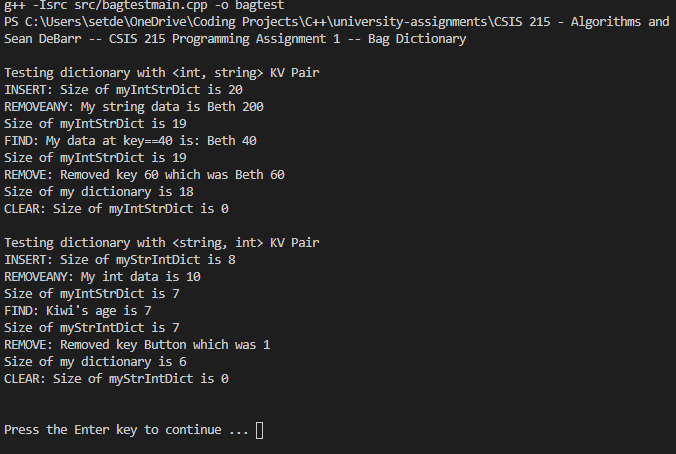 g++ -Isrc src/bagtestmain.cpp -o bagtest
PS C:\Users\setde\OneDrive\Coding Projects\C++\university-assignments\CSIS 215 - Algorithms and
Sean DeBarr -- CSIS 215 Programming Assignment 1 -- Bag Dictionary
Testing dictionary with <int, string> KV Pair
INSERT: Size of myIntStrDict is 20
REMOVEANY: My string data is Beth 200
Size of myIntStrDict is 19
FIND: My data at key==40 is: Beth 40
Size of myIntStrDict is 19
REMOVE: Removed key 60 which was Beth 60
Size of my dictionary is 18
CLEAR: Size of myIntStrDict is 0
Testing dictionary with <string, int> KV Pair
INSERT: Size of myStrIntDict is 8
REMOVEANY: My int data is 10
Size of myIntStrDict is 7
FIND: Kiwi's age is 7
Size of myStrIntDict is 7
REMOVE: Removed key Button which was 1
Size of my dictionary is 6
CLEAR: Size of myStrIntDict is 0
Press the Enter key to continue ...